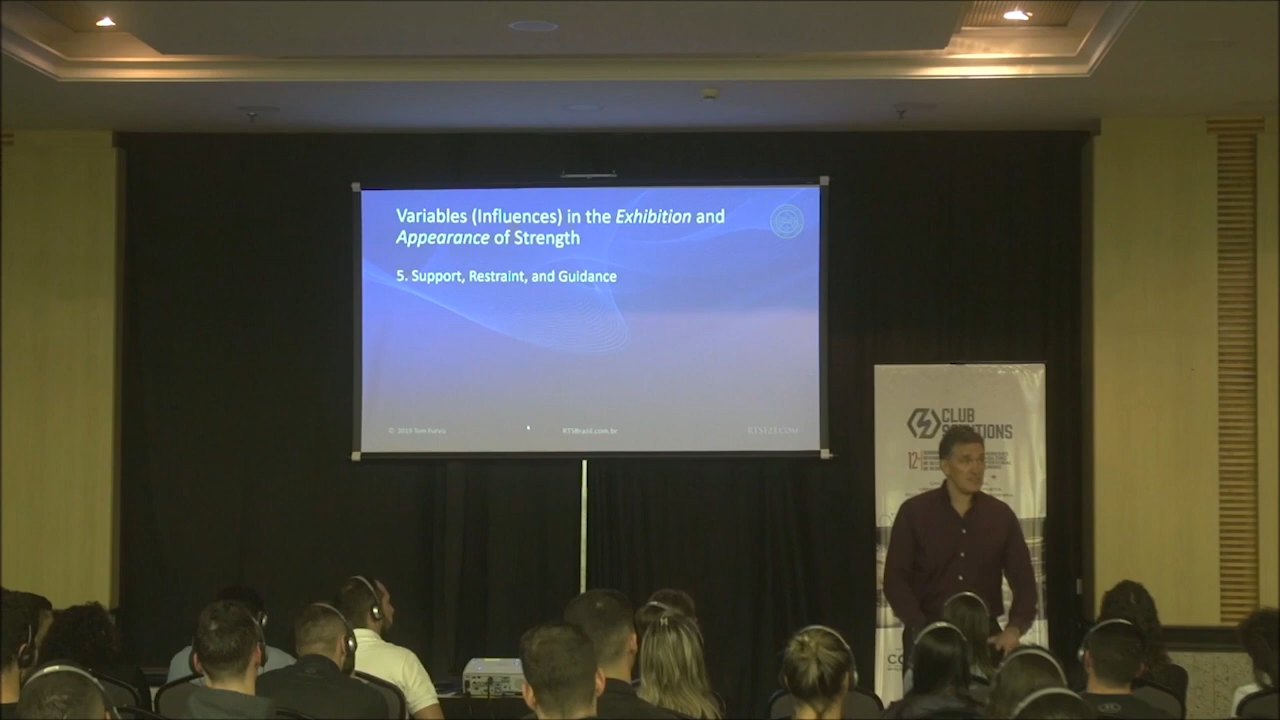 Variables (Influences) in the Exhibition and
Appearance of Strength
5. Support, Restraint, and Guidance
© 2019 Tom Purvis
RTSBrazil.com.br
RTS123.COM
CLUB